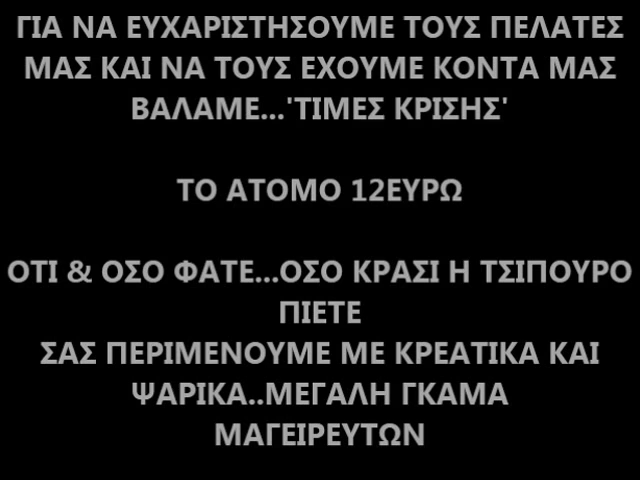 ΓΙΑ ΝΑ ΕΥΧΑΡΙΣΤΗΣΟΥΜΕ ΤΟΥΣ ΠΕΛΑΤΕΣ
ΜΑΣ ΚΑΙ ΝΑ ΤΟΥΣ ΕΧΟΥΜΕ ΚΟΝΤΑ ΜΑΣ
ΒΑΛΑΜΕ...'ΤΙΜΕΣ ΚΡΙΣΗΣ'
ΤΟ ΑΤΟΜΟ 12ΕΥΡΩ
ΟΤΙ & ΟΣΟ ΦΑΤΕ...ΟΣΟ ΚΡΑΣΙ Η ΤΣΙΠΟΥΡΟ
ΠΙΕΤΕ
ΣΑΣ ΠΕΡΙΜΕΝΟΥΜΕ ΜΕ ΚΡΕΑΤΙΚΑ ΚΑΙ
ΨΑΡΙΚΑ..ΜΕΓΑΛΗ ΓΚΑΜΑ
ΜΑΓΕΙΡΕΥΤΩΝ